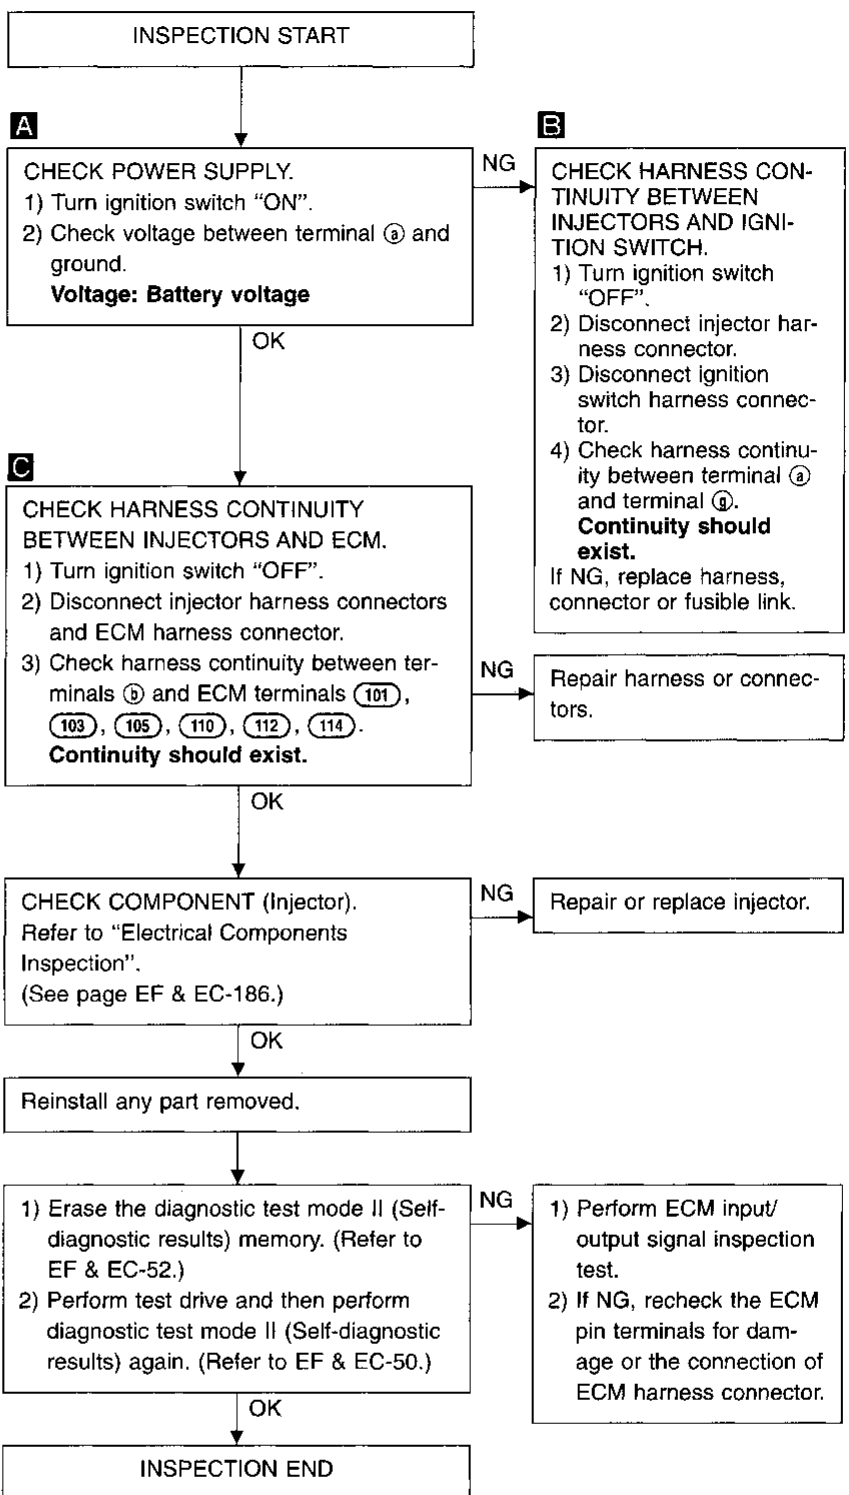 INSPECTION START
A
CHECK POWER SUPPLY.
1) Turn ignition switch “ON”.
2) Check voltage between terminal ⓐ and
ground.
Voltage: Battery voltage
NG
OK
B
CHECK HARNESS CON-
TINUITY BETWEEN
INJECTORS AND IGNI-
TION SWITCH.
1) Turn ignition switch
“OFF”.
2) Disconnect injector har-
ness connector.
3) Disconnect ignition
switch harness connec-
tor.
4) Check harness continu-
ity between terminal ⓐ
and terminal ⓖ.
Continuity should
exist.
If NG, replace harness,
connector or fusible link.
C
CHECK HARNESS CONTINUITY
BETWEEN INJECTORS AND ECM.
1) Turn ignition switch “OFF”.
2) Disconnect injector harness connectors
and ECM harness connector.
3) Check harness continuity between ter-
minals ⓑ and ECM terminals (101),
(103), (105), (110), (112), (114).
Continuity should exist.
NG
Repair harness or connec-
tors.
OK
CHECK COMPONENT (Injector).
Refer to “Electrical Components
Inspection”.
(See page EF & EC-186.)
NG
Repair or replace injector.
OK
Reinstall any part removed.
1) Erase the diagnostic test mode II (Self-
diagnostic results) memory. (Refer to
EF & EC-52.)
2) Perform test drive and then perform
diagnostic test mode II (Self-diagnostic
results) again. (Refer to EF & EC-50.)
NG
1) Perform ECM input/
output signal inspection
test.
2) If NG, recheck the ECM
pin terminals for dam-
age or the connection of
ECM harness connector.
OK
INSPECTION END